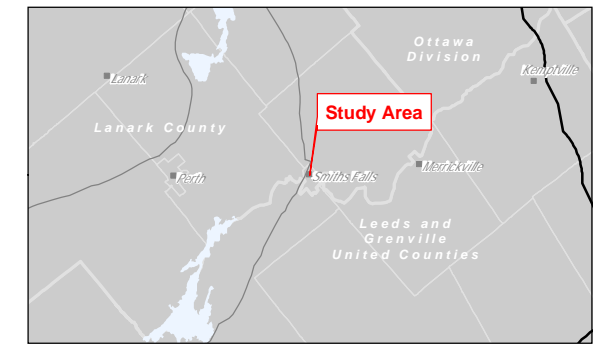 Ottawa
Division
Kemptville
Lanark
Study Area
Lanark County
Merrickville
Perth
Smiths Falls
Leeds and
Grenville
United Counties